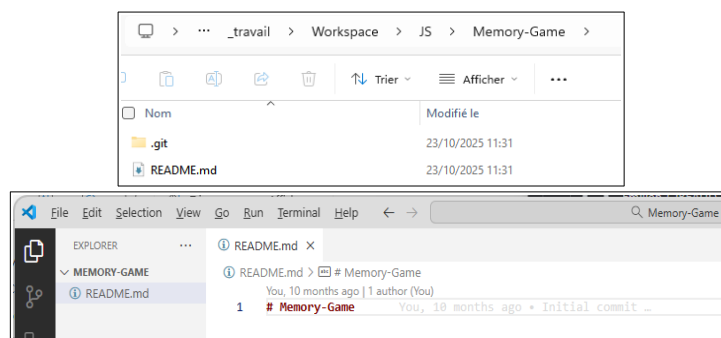 … _travail > Workspace > JS > Memory-Game >
Trier Afficher …
Nom Modifié le
.git 23/10/2025 11:31
README.md 23/10/2025 11:31
File Edit Selection View Go Run Terminal Help ← → Memory-Game
EXPLORER … README.md ×
MEMORY-GAME README.md > # Memory-Game
README.md You, 10 months ago | 1 author (You)
1 # Memory-Game You, 10 months ago • Initial commit …